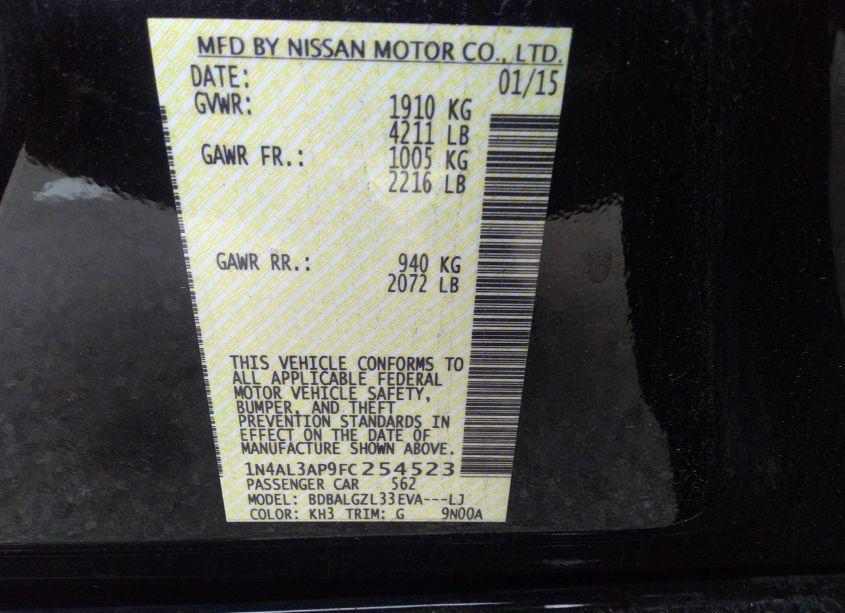 MFD BY NISSAN MOTOR CO., LTD.
DATE: 01/15
GVWR: 1910 KG
4211 LB
GAWR FR.: 1005 KG
2216 LB
GAWR RR.: 940 KG
2072 LB
THIS VEHICLE CONFORMS TO
ALL APPLICABLE FEDERAL
MOTOR VEHICLE SAFETY,
BUMPER, AND THEFT
PREVENTION STANDARDS IN
EFFECT ON THE DATE OF
MANUFACTURE SHOWN ABOVE.
1N4AL3AP9FC254523
PASSENGER CAR 562
MODEL: BDBALGZL33EVA---LJ
COLOR: KH3 TRIM: G 9N00A